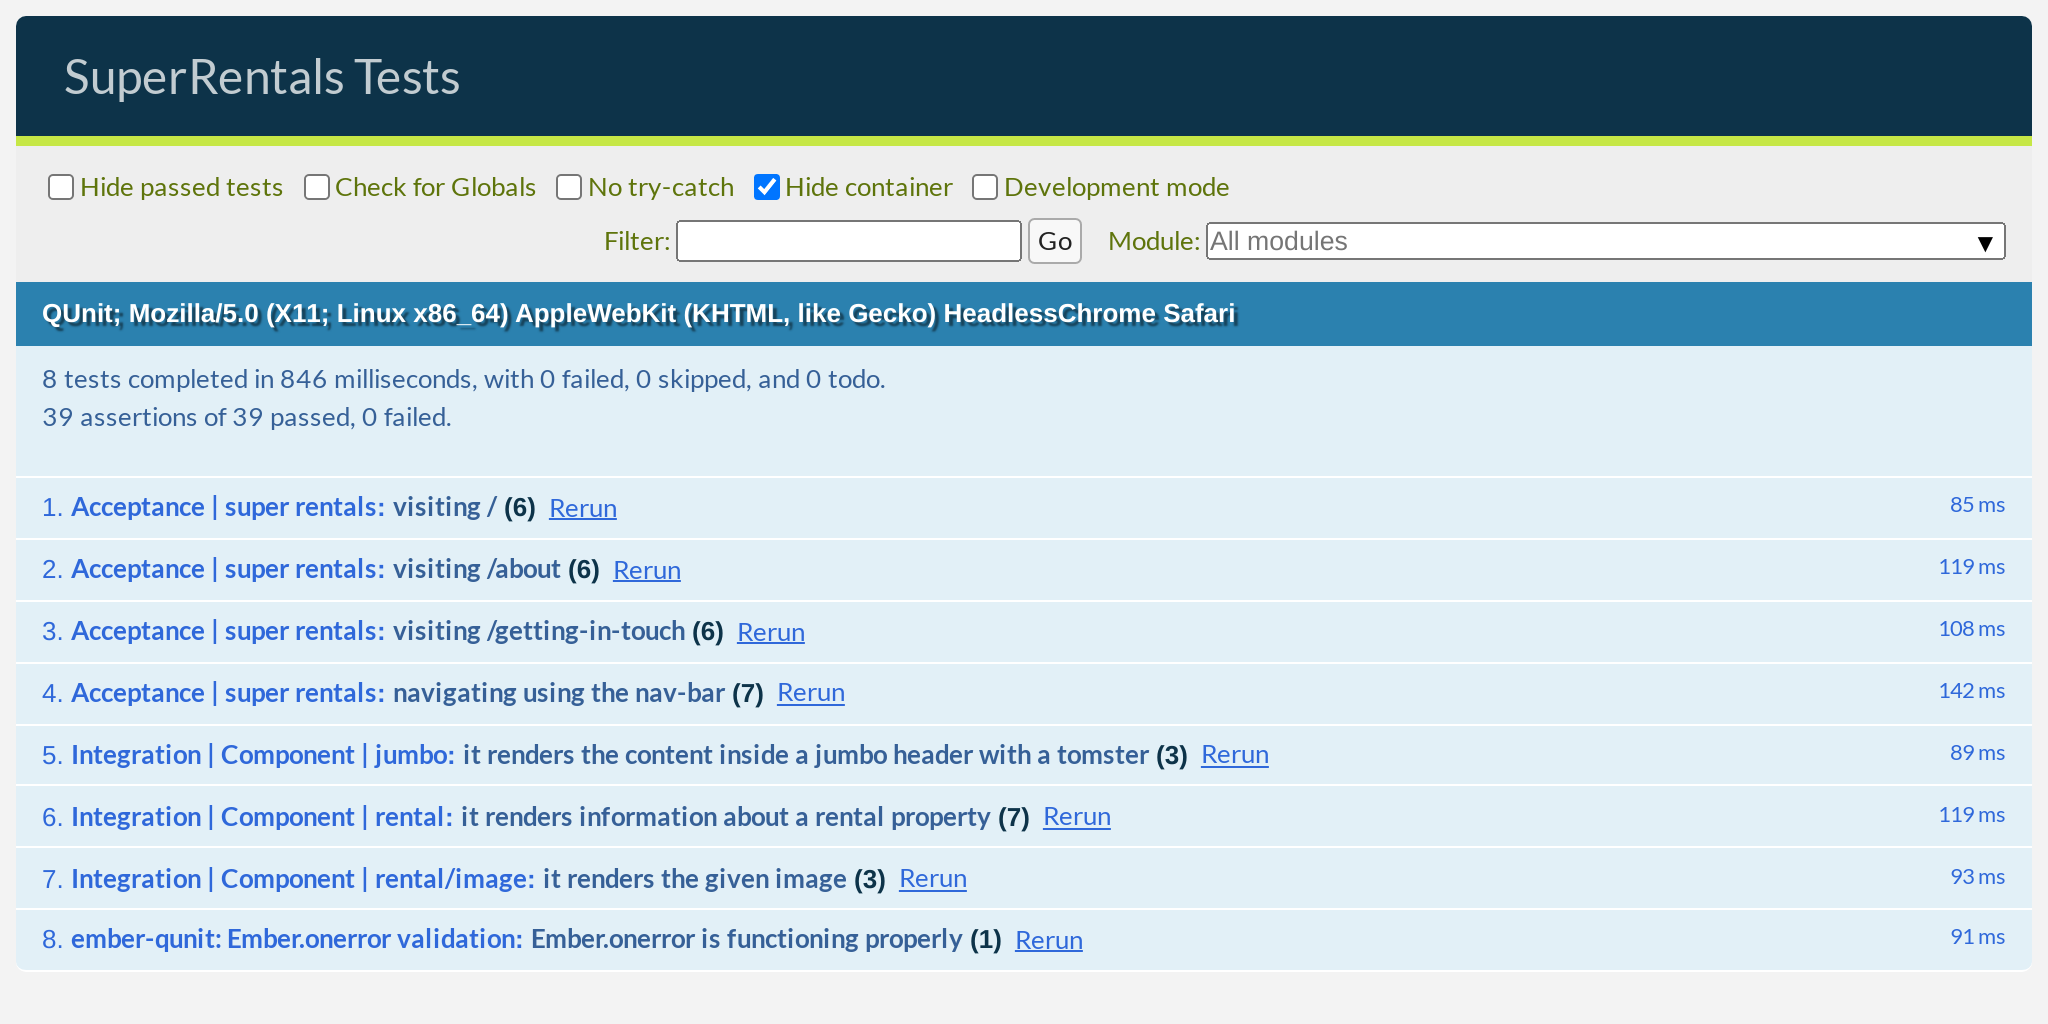 SuperRentals Tests
Hide passed tests Check for Globals No try-catch Hide container Development mode
Filter: Go Module: All modules ▼
QUnit; Mozilla/5.0 (X11; Linux x86_64) AppleWebKit (KHTML, like Gecko) HeadlessChrome Safari
8 tests completed in 846 milliseconds, with 0 failed, 0 skipped, and 0 todo.
39 assertions of 39 passed, 0 failed.
1. Acceptance | super rentals: visiting / (6) Rerun 85 ms
2. Acceptance | super rentals: visiting /about (6) Rerun 119 ms
3. Acceptance | super rentals: visiting /getting-in-touch (6) Rerun 108 ms
4. Acceptance | super rentals: navigating using the nav-bar (7) Rerun 142 ms
5. Integration | Component | jumbo: it renders the content inside a jumbo header with a tomster (3) Rerun 89 ms
6. Integration | Component | rental: it renders information about a rental property (7) Rerun 119 ms
7. Integration | Component | rental/image: it renders the given image (3) Rerun 93 ms
8. ember-qunit: Ember.onerror validation: Ember.onerror is functioning properly (1) Rerun 91 ms